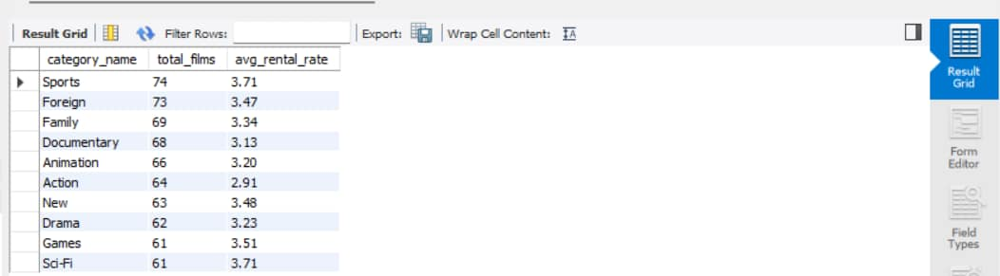 Result Grid Filter Rows: Export: Wrap Cell Content: IA
category_name total_films avg_rental_rate
Sports 74 3.71
Foreign 73 3.47
Family 69 3.34
Documentary 68 3.13
Animation 66 3.20
Action 64 2.91
New 63 3.48
Drama 62 3.23
Games 61 3.51
Sci-Fi 61 3.71
Result
Grid
Form
Editor
Field
Types